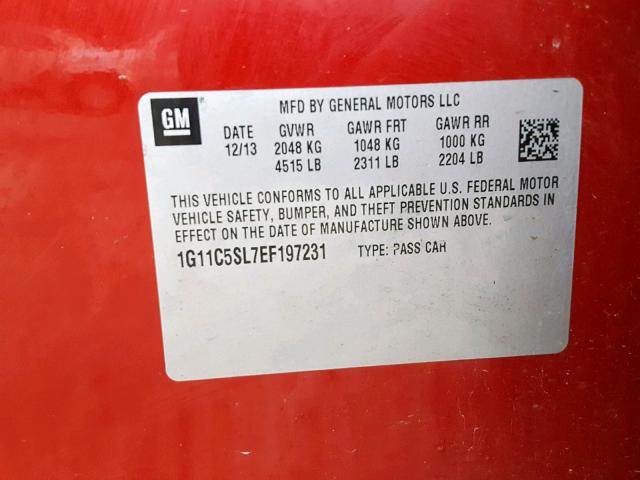 GM
MFD BY GENERAL MOTORS LLC
DATE GVWR GAWR FRT GAWR RR
12/13 2048 KG 1048 KG 1000 KG
4515 LB 2311 LB 2204 LB
THIS VEHICLE CONFORMS TO ALL APPLICABLE U.S. FEDERAL MOTOR
VEHICLE SAFETY, BUMPER, AND THEFT PREVENTION STANDARDS IN
EFFECT ON THE DATE OF MANUFACTURE SHOWN ABOVE.
1G11C5SL7EF197231 TYPE: PASS CAR